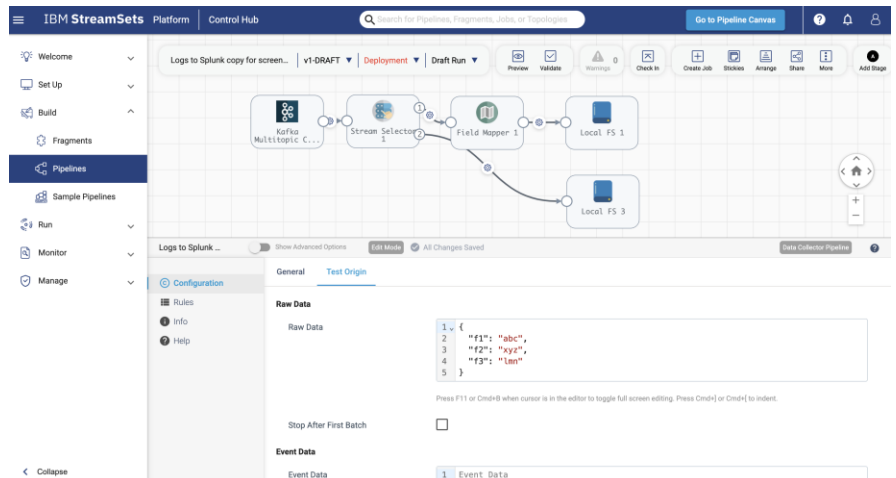 IBM StreamSets Platform Control Hub
Search for Pipelines, Fragments, Jobs, or Topologies
Go to Pipeline Canvas
Welcome
Set Up
Build
Fragments
Pipelines
Sample Pipelines
Run
Monitor
Manage
Collapse
Logs to Splunk copy for screen... v1-DRAFT Deployment Draft Run
Preview Validate Warnings 0 Check In Create Job Stickies Arrange Share More Add Stage
Kafka
Multitopic C...
Stream Selector
1
1
2
Field Mapper 1
Local FS 1
Local FS 3
Logs to Splunk ... Show Advanced Options Edit Mode All Changes Saved Data Collector Pipeline
Configuration
Rules
Info
Help
General Test Origin
Raw Data
Raw Data
1 {
2 "f1": "abc",
3 "f2": "xyz",
4 "f3": "lmn"
5 }
Press F11 or Cmd+B when cursor is in the editor to toggle full screen editing. Press Cmd+] or Cmd+[ to indent.
Stop After First Batch
Event Data
Event Data
1 Event Data